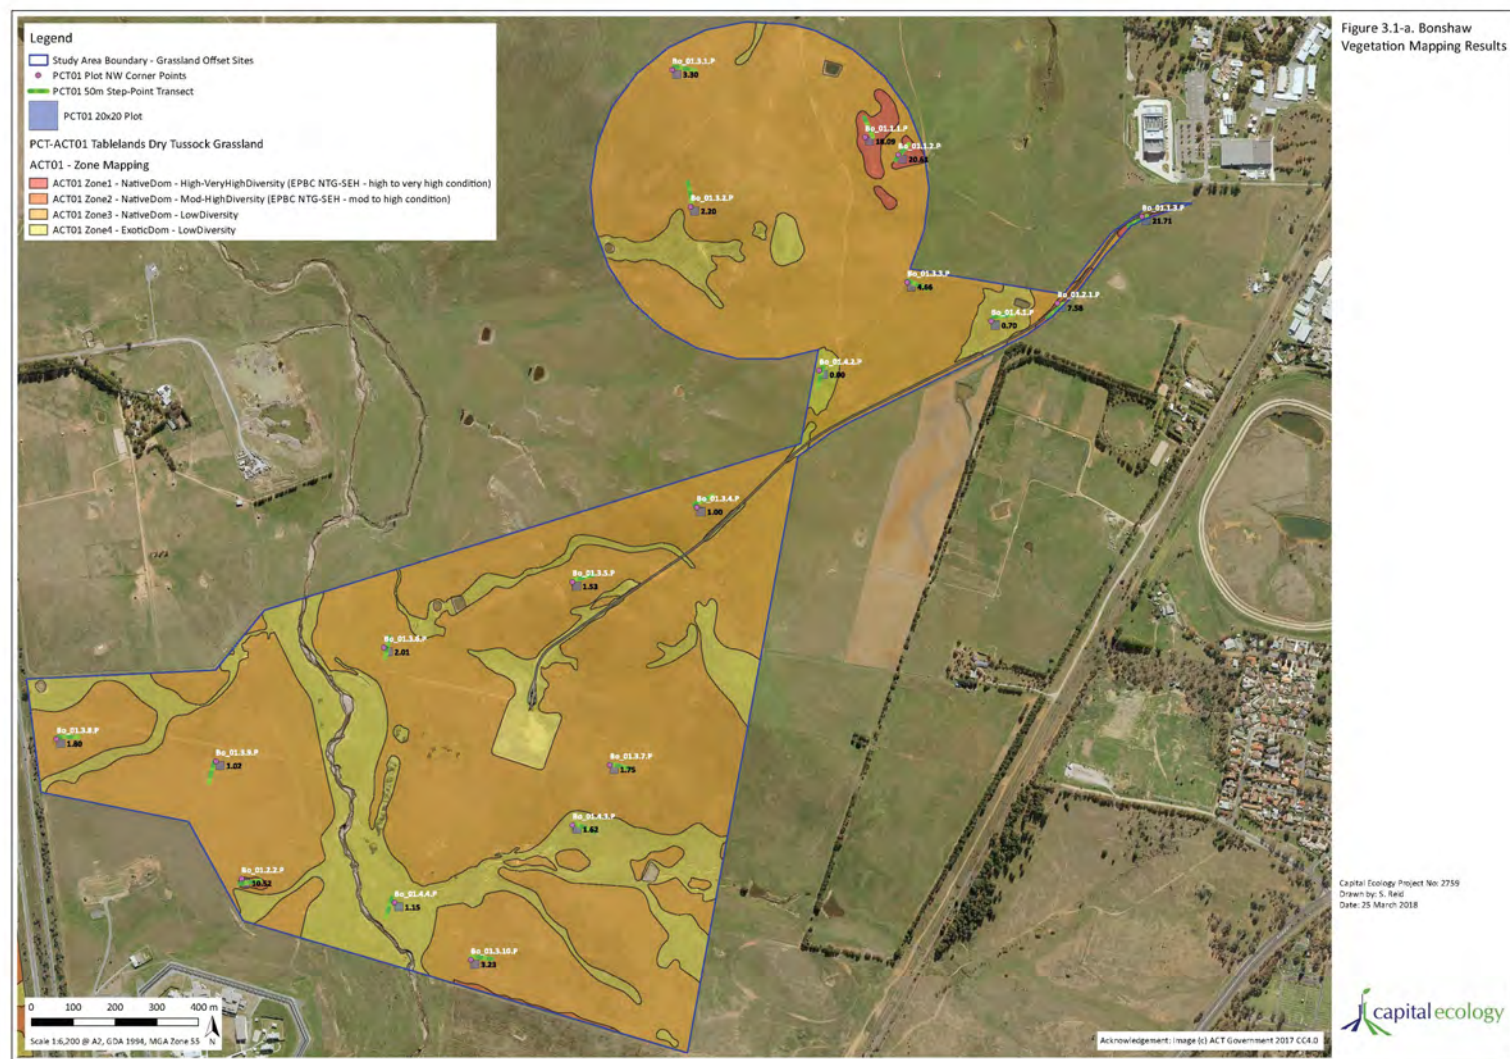 Legend
Study Area Boundary - Grassland Offset Sites
PCT01 Plot NW Corner Points
PCT01 50m Step-Point Transect
PCT01 20x20 Plot
PCT-ACT01 Tablelands Dry Tussock Grassland
ACT01 - Zone Mapping
ACT01 Zone1 - NativeDom - High-VeryHighDiversity (EPBC NTG-SEH - high to very high condition)
ACT01 Zone2 - NativeDom - Mod-HighDiversity (EPBC NTG-SEH - mod to high condition)
ACT01 Zone3 - NativeDom - LowDiversity
ACT01 Zone4 - ExoticDom - LowDiversity
Figure 3.1-a. Bonshaw
Vegetation Mapping Results
Bo_01.3.1.P
3.30
Bo_01.1.1.P
Bo_01.1.2.P
Bo_01.3.2.P
2.20
Bo_01.1.3.P
21.71
Bo_01.3.3.P
4.66
Bo_01.2.1.P
7.58
Bo_01.4.1.P
0.70
Bo_01.4.2.P
0.00
Bo_01.3.4.P
1.00
Bo_01.3.5.P
1.53
Bo_01.3.6.P
2.01
Bo_01.3.8.P
1.80
Bo_01.3.9.P
1.02
Bo_01.3.7.P
1.75
Bo_01.4.3.P
1.62
Bo_01.2.2.P
10.52
Bo_01.4.4.P
1.15
Bo_01.3.10.P
3.23
Capital Ecology Project No: 2759
Drawn by: S. Reid
Date: 25 March 2018
0 100 200 300 400 m
Scale 1:6,200 @ A2, GDA 1994, MGA Zone 55
N
Acknowledgement: Image (c) ACT Government 2017 CC4.0
capital ecology